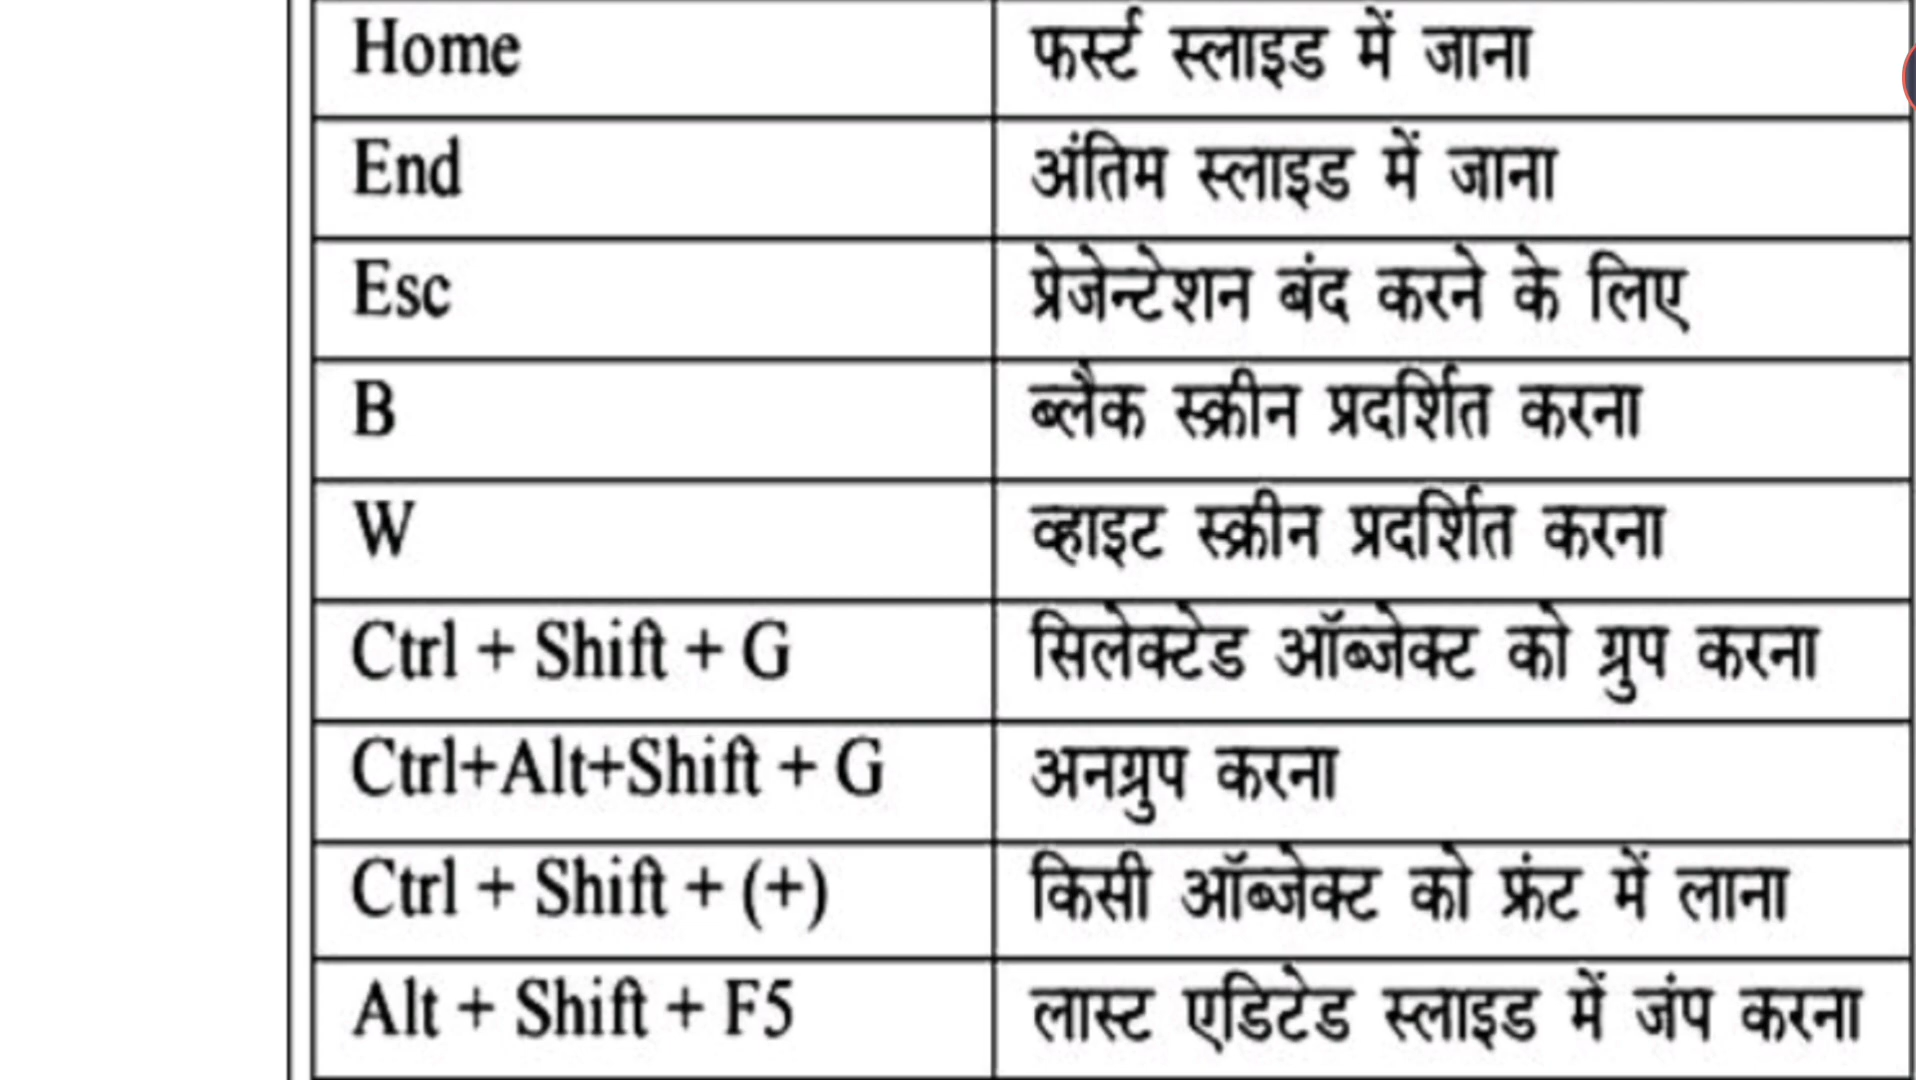 Home फर्स्ट स्लाइड में जाना
End अंतिम स्लाइड में जाना
Esc प्रेजेन्टेशन बंद करने के लिए
B ब्लैक स्क्रीन प्रदर्शित करना
W व्हाइट स्क्रीन प्रदर्शित करना
Ctrl + Shift + G सिलेक्टेड ऑब्जेक्ट को ग्रुप करना
Ctrl+Alt+Shift + G अनग्रुप करना
Ctrl + Shift + (+) किसी ऑब्जेक्ट को फ्रंट में लाना
Alt + Shift + F5 लास्ट एडिटेड स्लाइड में जंप करना